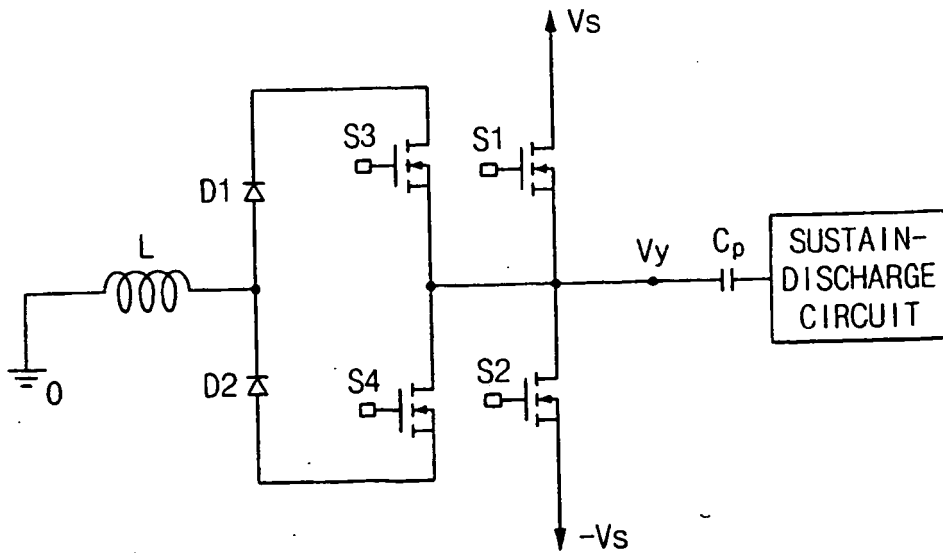 Vs
S3
S1
D1
L
Vy
Cp
SUSTAIN-
DISCHARGE
CIRCUIT
0
D2
S4
S2
-Vs